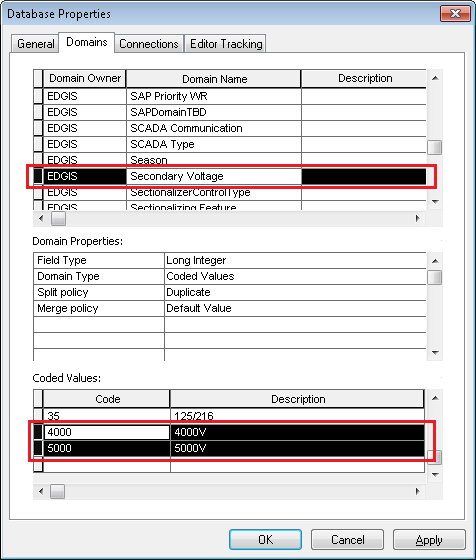 Database Properties
General Domains Connections Editor Tracking
Domain Owner Domain Name Description
EDGIS SAP Priority WR
EDGIS SAPDomainTBD
EDGIS SCADA Communication
EDGIS SCADA Type
EDGIS Season
EDGIS Secondary Voltage
EDGIS SectionalizerControlType
EDGIS Sectionalizing Feature
Domain Properties:
Field Type Long Integer
Domain Type Coded Values
Split policy Duplicate
Merge policy Default Value
Coded Values:
Code Description
35 125/216
4000 4000V
5000 5000V
OK Cancel Apply